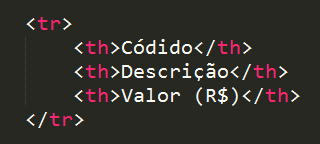 <tr>
<th>Códido</th>
<th>Descrição</th>
<th>Valor (R$)</th>
</tr>